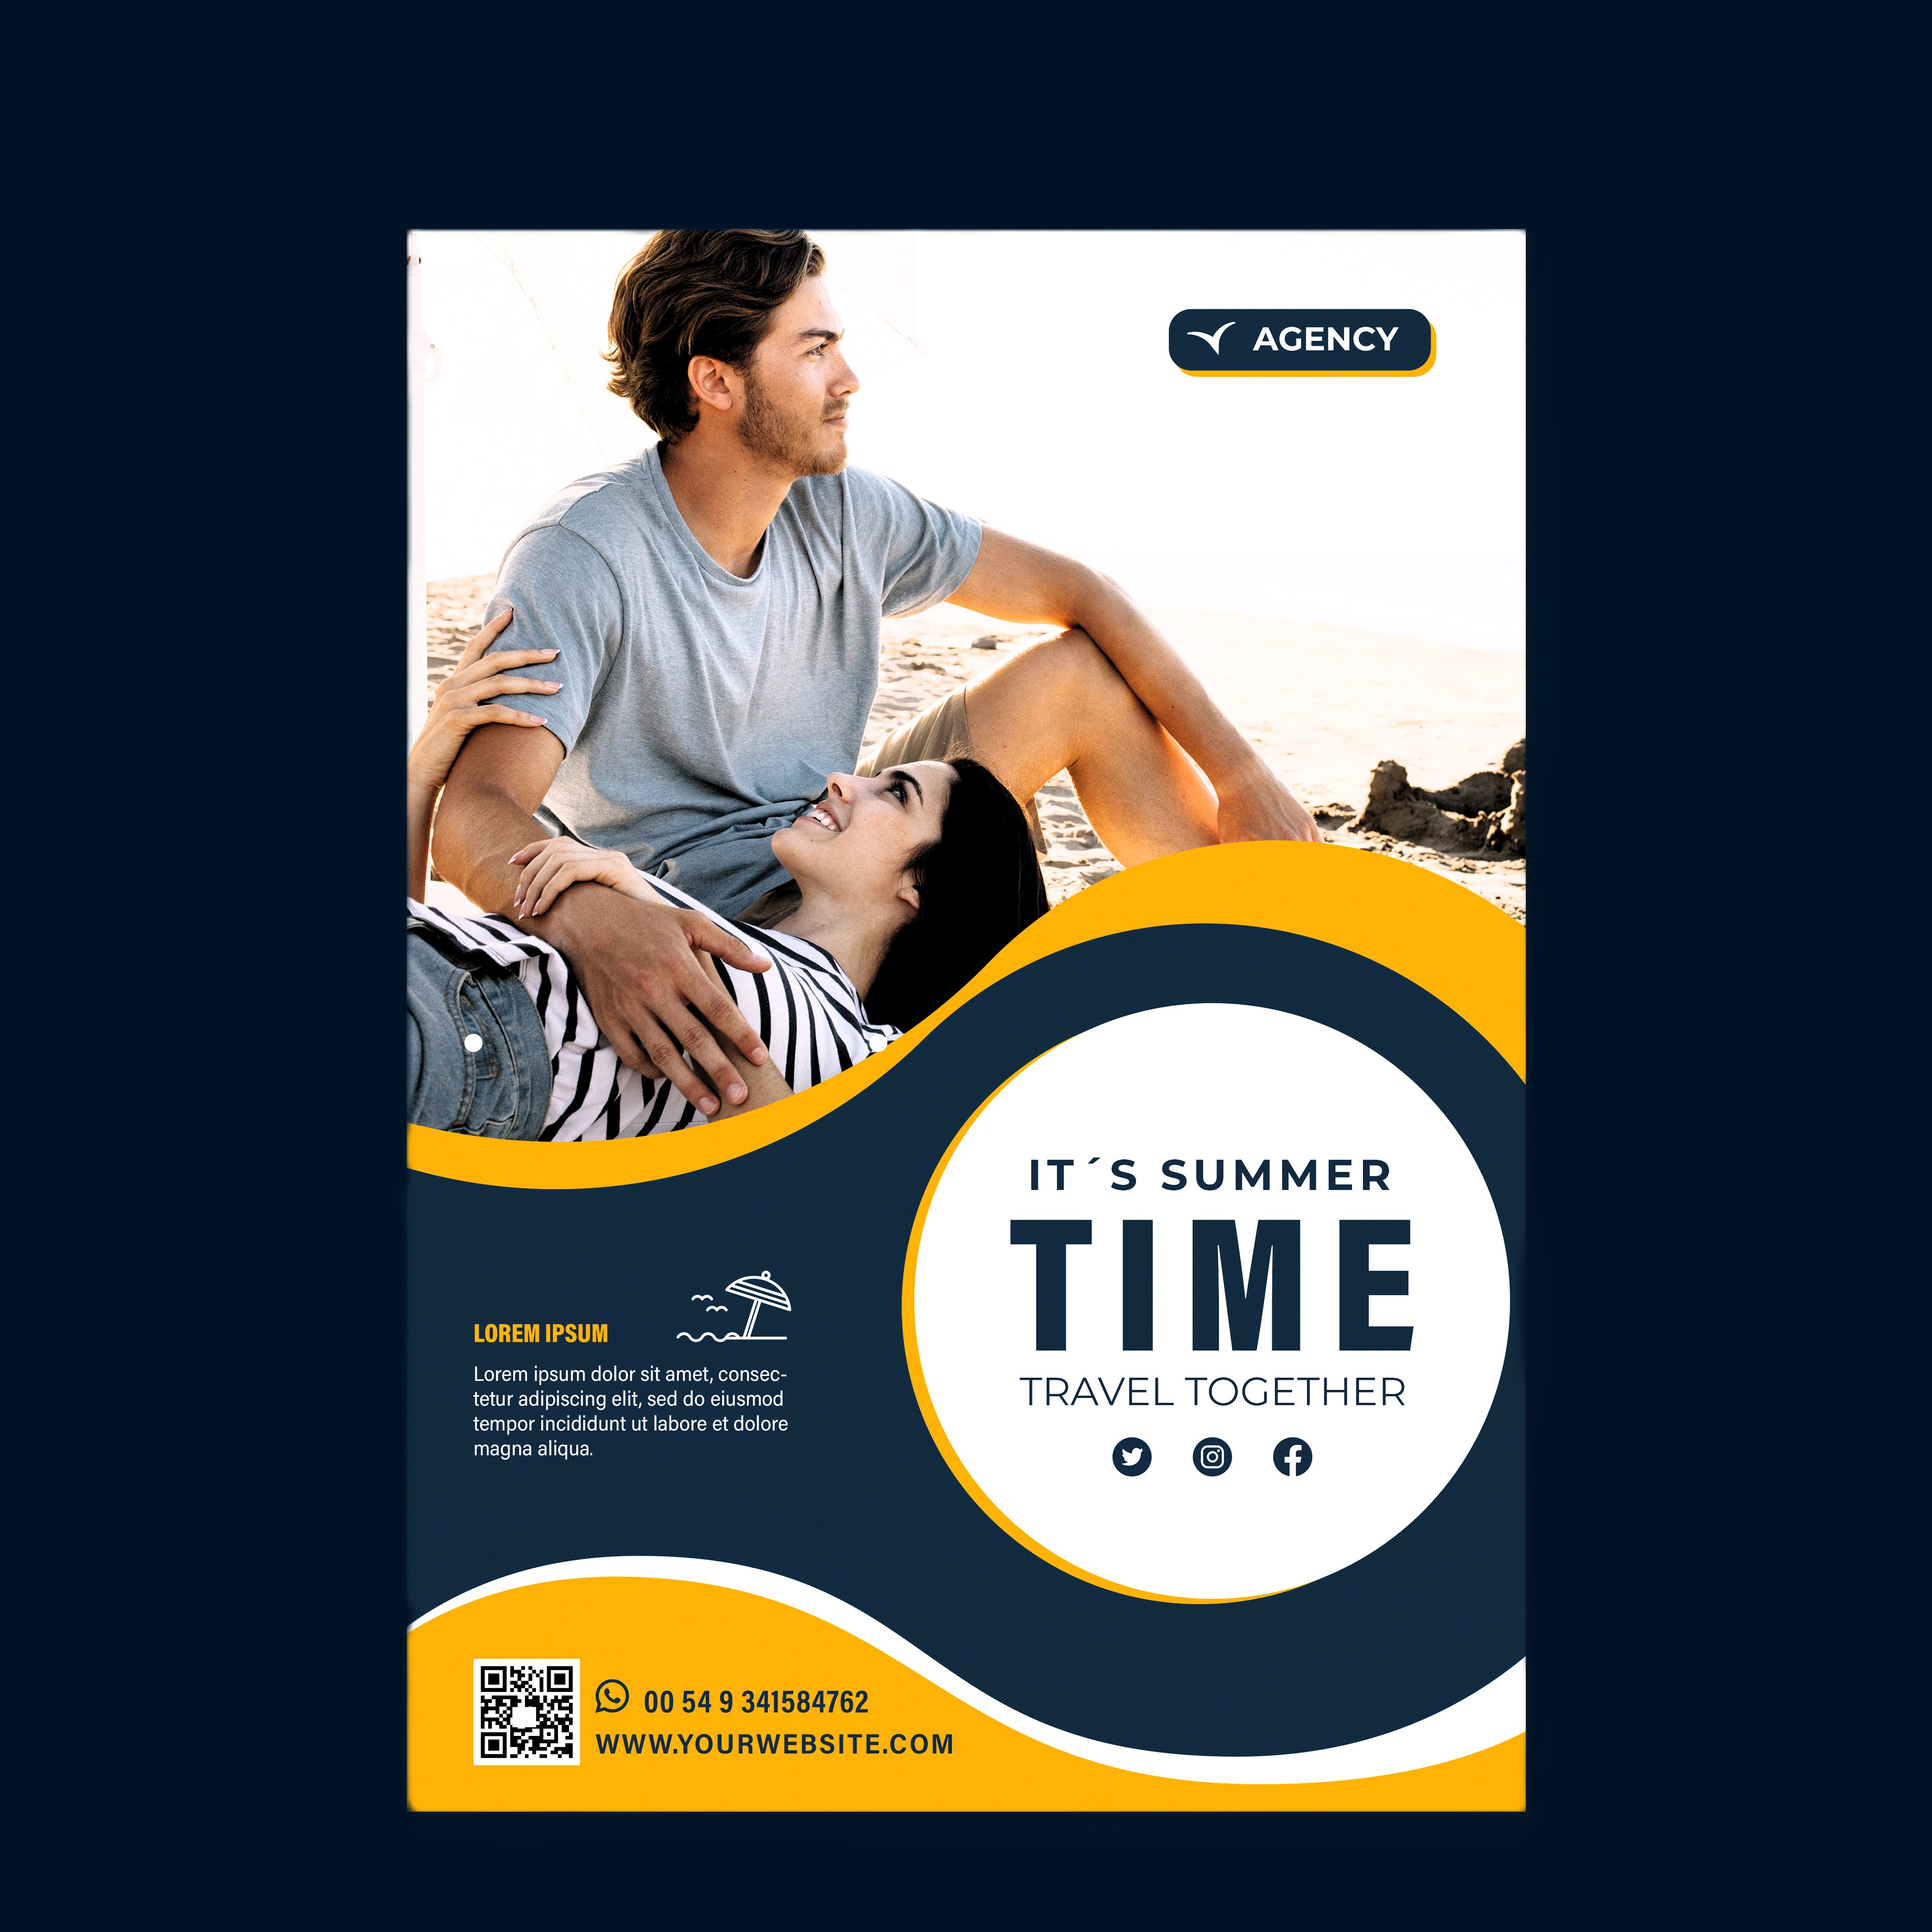 AGENCY
IT´S SUMMER
TIME
TRAVEL TOGETHER
LOREM IPSUM
Lorem ipsum dolor sit amet, consec-
tetur adipiscing elit, sed do eiusmod
tempor incididunt ut labore et dolore
magna aliqua.
00 54 9 341584762
WWW.YOURWEBSITE.COM